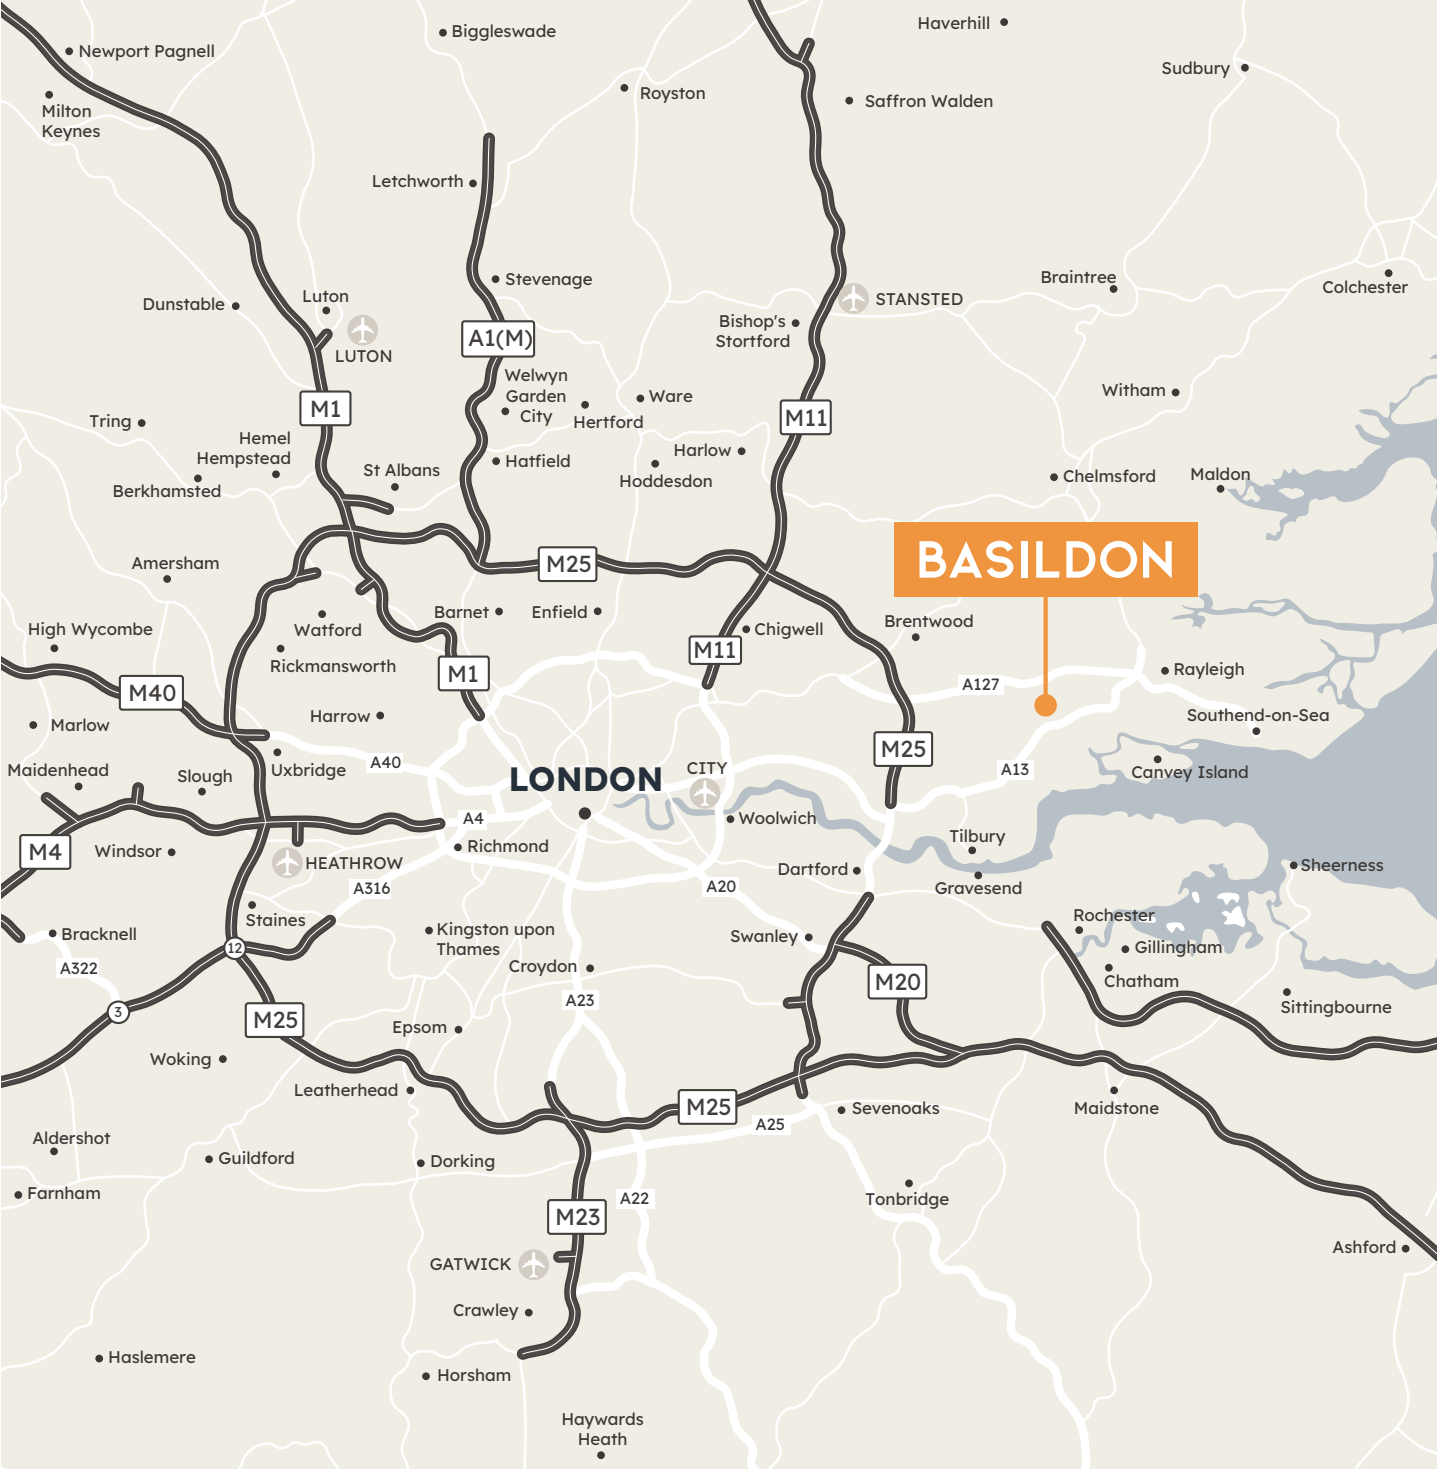 Biggleswade
Haverhill
Newport Pagnell
Sudbury
Royston
Saffron Walden
Milton
Keynes
Letchworth
Stevenage
Braintree
Colchester
Luton
Dunstable
STANSTED
LUTON
Bishop's
Stortford
A1(M)
Welwyn
Garden
City
Ware
Hertford
Witham
M1
M11
Tring
Hemel
Hempstead
Berkhamsted
St Albans
Hatfield
Harlow
Hoddesdon
Chelmsford
Maldon
Amersham
M25
BASILDON
High Wycombe
Watford
Rickmansworth
Barnet
Enfield
Chigwell
Brentwood
M11
M1
Rayleigh
A127
M40
Marlow
Harrow
Southend-on-Sea
Maidenhead
Slough
Uxbridge
A40
LONDON
CITY
M25
A13
Canvey Island
A4
Woolwich
M4
Windsor
HEATHROW
Richmond
Tilbury
Dartford
Gravesend
Sheerness
A316
A20
Staines
Bracknell
Kingston upon
Thames
Swanley
Rochester
Gillingham
12
A322
Croydon
M20
Chatham
Sittingbourne
3
M25
A23
Epsom
Woking
Leatherhead
M25
Sevenoaks
Maidstone
A25
Aldershot
Guildford
Dorking
Farnham
A22
Tonbridge
M23
GATWICK
Ashford
Crawley
Haslemere
Horsham
Haywards
Heath